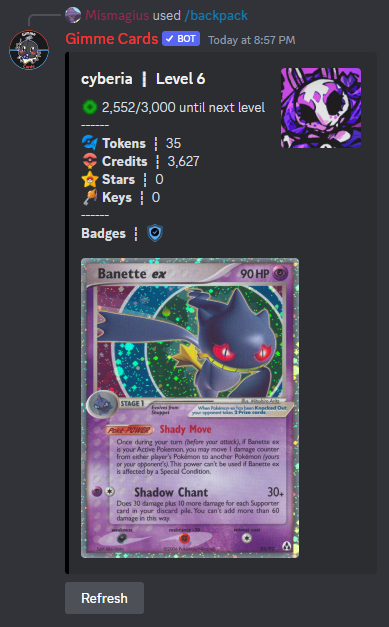 Mismagius used /backpack
Gimme Cards ✓ BOT Today at 8:57 PM
cyberia ¦ Level 6
2,552/3,000 until next level
------
Tokens ¦ 35
Credits ¦ 3,627
Stars ¦ 0
Keys ¦ 0
------
Badges ¦
Banette ex 90 HP
STAGE 1
Evolves from Shuppet
When Pokémon-ex has been Knocked Out, your opponent takes 2 Prize cards.
POKé-POWER Shady Move
Once during your turn (before your attack), if Banette ex
is your Active Pokémon, you may move 1 damage counter
from either player's Pokémon to another Pokémon (yours
or your opponent's). This power can't be used if Banette ex
is affected by a Special Condition.
Shadow Chant 30+
Does 30 damage plus 10 more damage for each Supporter
card in your discard pile. You can't add more than 60
damage in this way.
weakness resistance retreat cost
Refresh